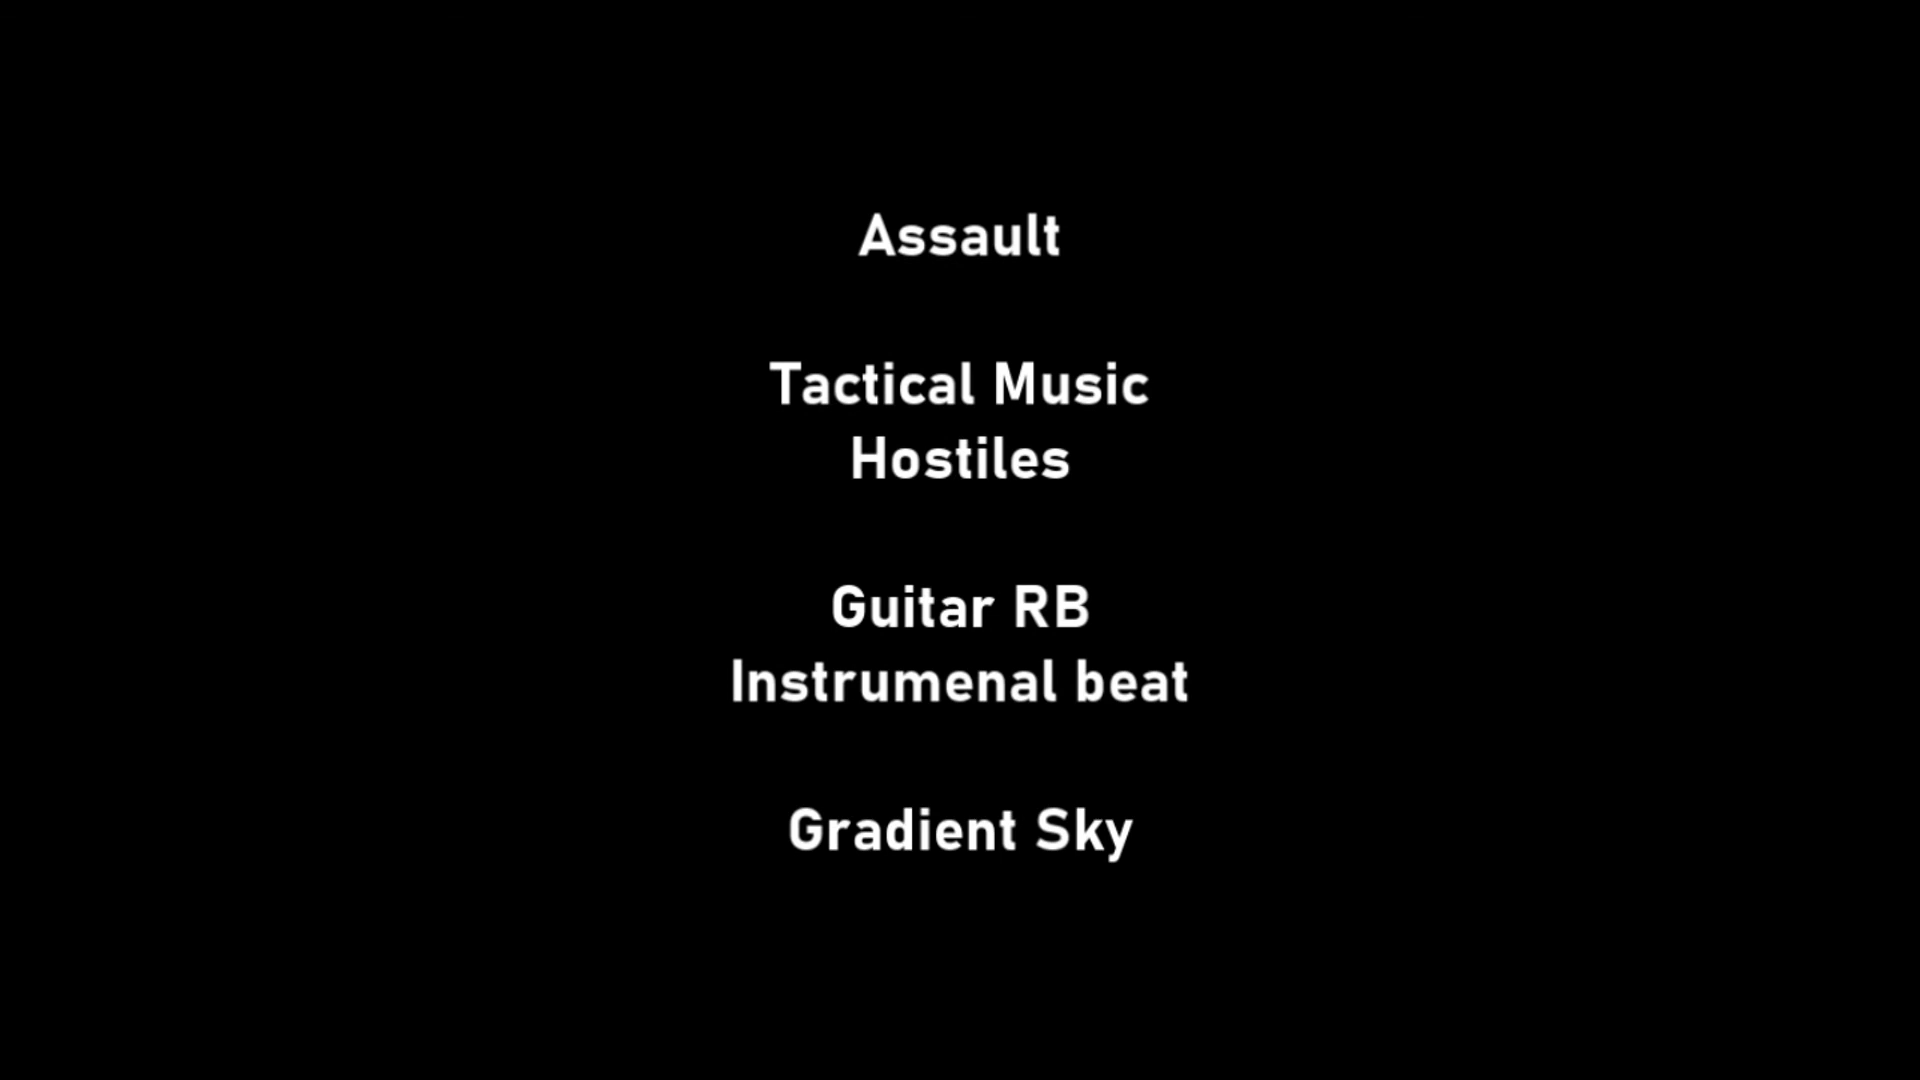 Assault
Tactical Music
Hostiles
Guitar RB
Instrumenal beat
Gradient Sky